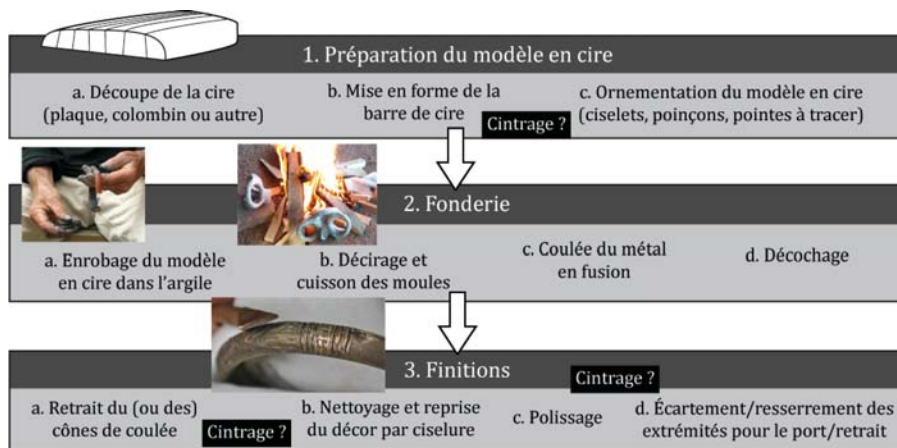 1. Préparation du modèle en cire
a. Découpe de la cire
(plaque, colombin ou autre)
b. Mise en forme de la
barre de cire
Cintrage ?
c. Ornementation du modèle en cire
(ciselets, poinçons, pointes à tracer)
2. Fonderie
a. Enrobage du modèle
en cire dans l'argile
b. Décirage et
cuisson des moules
c. Coulée du métal
en fusion
d. Décochage
3. Finitions
Cintrage ?
a. Retrait du (ou des)
cônes de coulée
Cintrage ?
b. Nettoyage et reprise
du décor par ciselure
c. Polissage
d. Écartement/resserrement des
extrémités pour le port/retrait